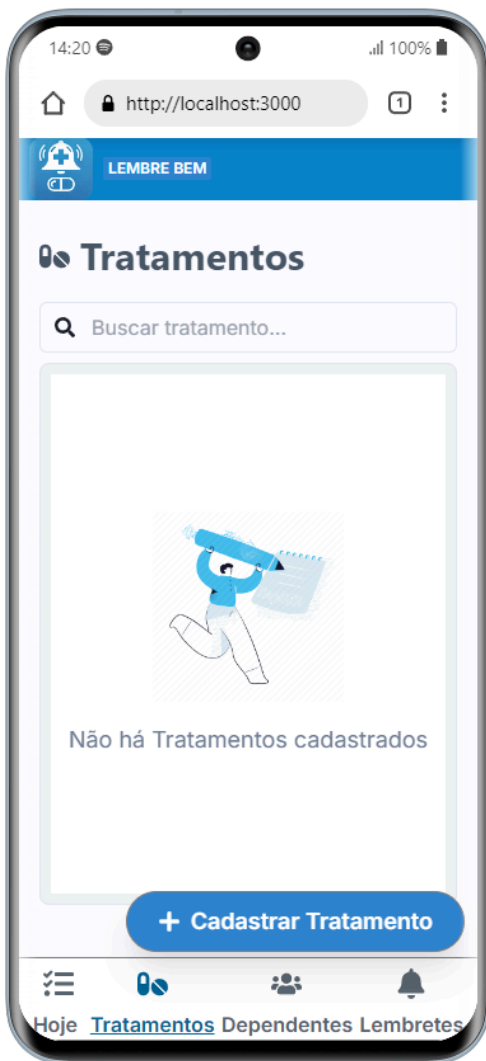 14:20 100%
http://localhost:3000 1
LEMBRE BEM
Tratamentos
Buscar tratamento...
Não há Tratamentos cadastrados
+ Cadastrar Tratamento
Hoje Tratamentos Dependentes Lembretes